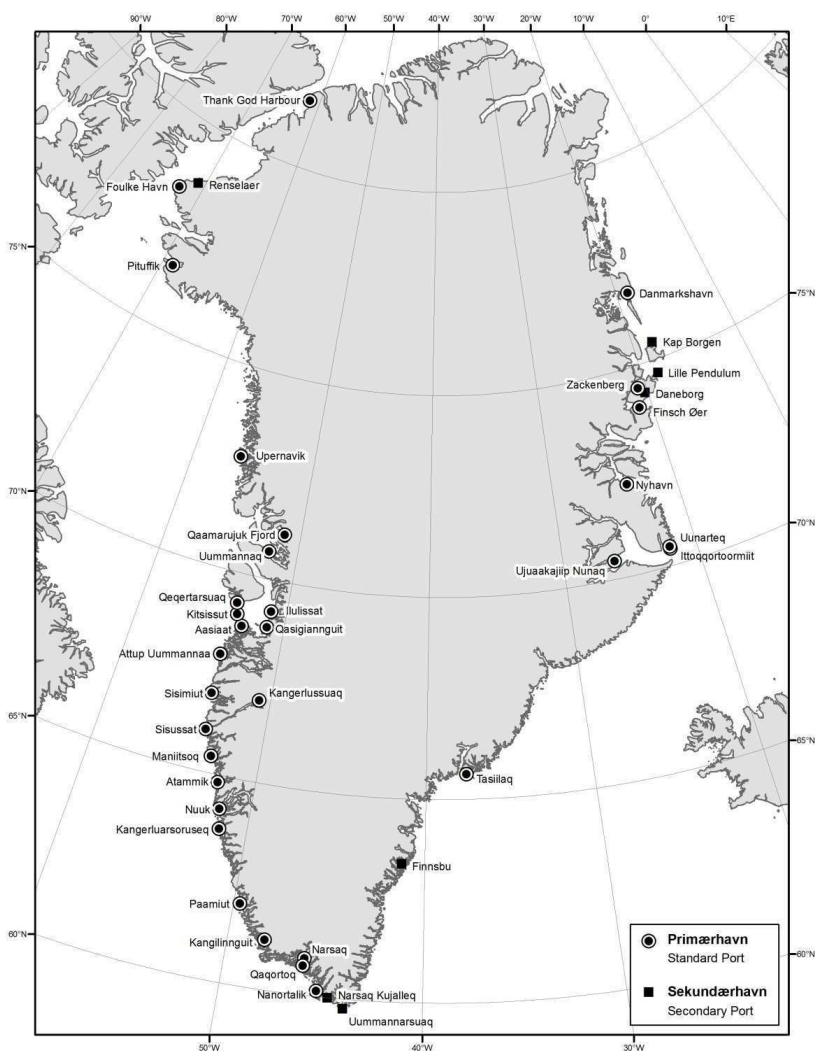 80°W
70°W
60°W
50°W
40°W
30°W
20°W
10°W
0°
10°E
Thank God Harbour
Foulke Havn
Renselaer
75°N
Pituffik
Danmarkshavn
75°N
Kap Borgen
Lille Pendulum
Zackenberg
Daneborg
Finsch Øer
Upernavik
Nyhavn
70°N
70°N
Qaamarujuk Fjord
Uunarteq
Uummannaq
Ittoqqortoormiit
Ujuaakajiip Nunaq
Qeqertarsuaq
Ilulissat
Kitsissut
Aasiaat
Qasigiannguit
Attup Uummannaa
Sisimiut
Kangerlussuaq
65°N
Sisussat
65°N
Maniitsoq
Atammik
Tasiilaq
Nuuk
Kangerluarsoruseq
Finnsbu
Paamiut
60°N
Kangilinnguit
Narsaq
Primærhavn
Standard Port
60°N
Qaqortoq
Nanortalik
Narsaq Kujalleq
Sekundærhavn
Secondary Port
Uummannarsuaq
50°W
40°W
30°W